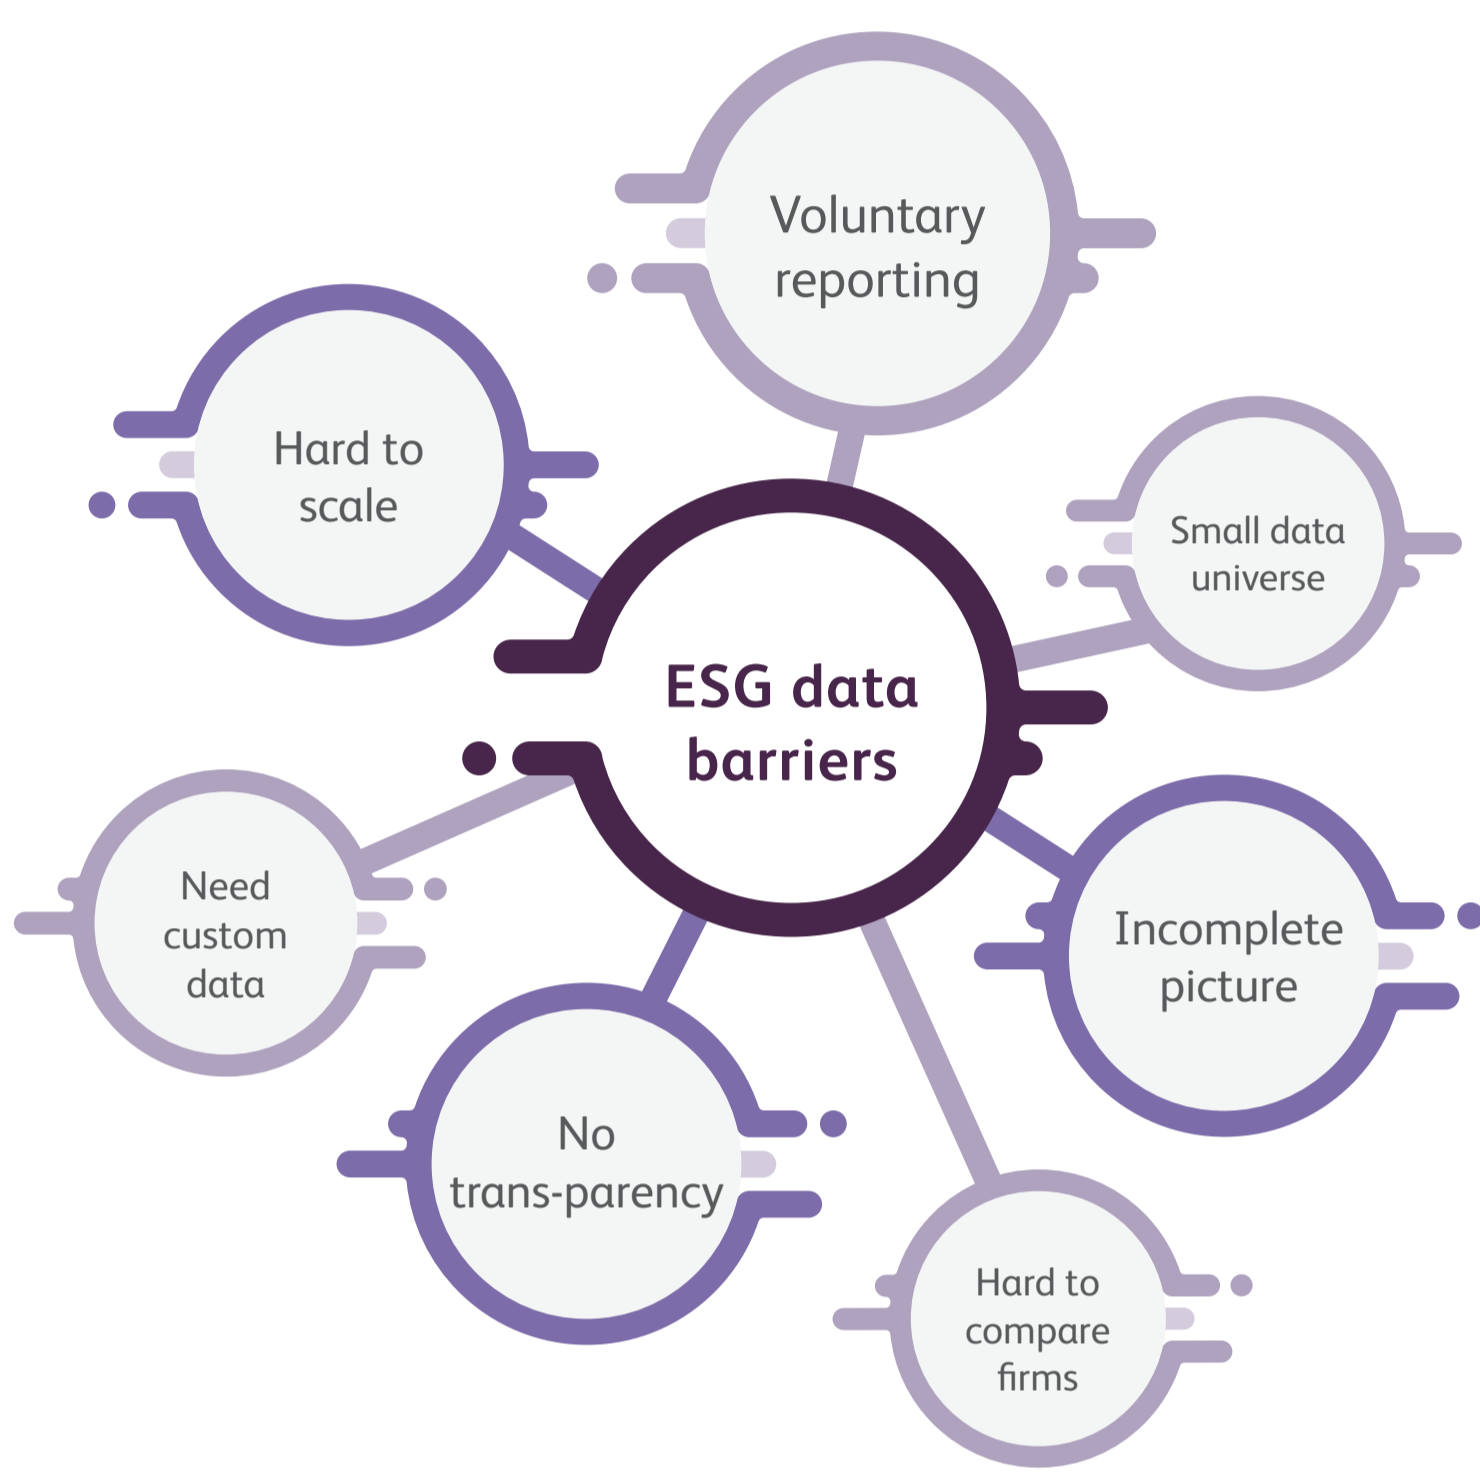 Voluntary
reporting
Hard to
scale
Small data
universe
ESG data
barriers
Need
custom
data
Incomplete
picture
No
trans-parency
Hard to
compare
firms